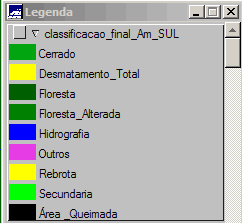 Legenda
classificacao_final_Am_SUL
Cerrado
Desmatamento_Total
Floresta
Floresta_Alterada
Hidrografia
Outros
Rebrota
Secundaria
Área _Queimada